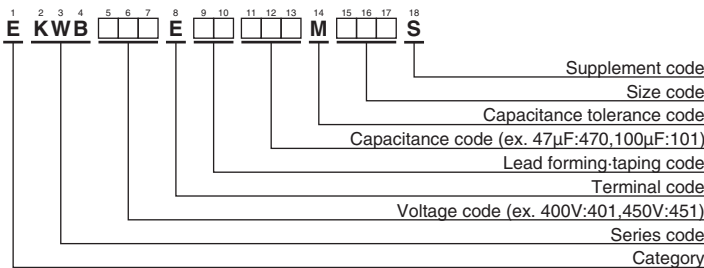 1 2 3 4 5 6 7 8 9 10 11 12 13 14 15 16 17 18
E KWB □□□ E □□ □□□ M □□□ S
Supplement code
Size code
Capacitance tolerance code
Capacitance code (ex. 47μF:470,100μF:101)
Lead forming·taping code
Terminal code
Voltage code (ex. 400V:401,450V:451)
Series code
Category